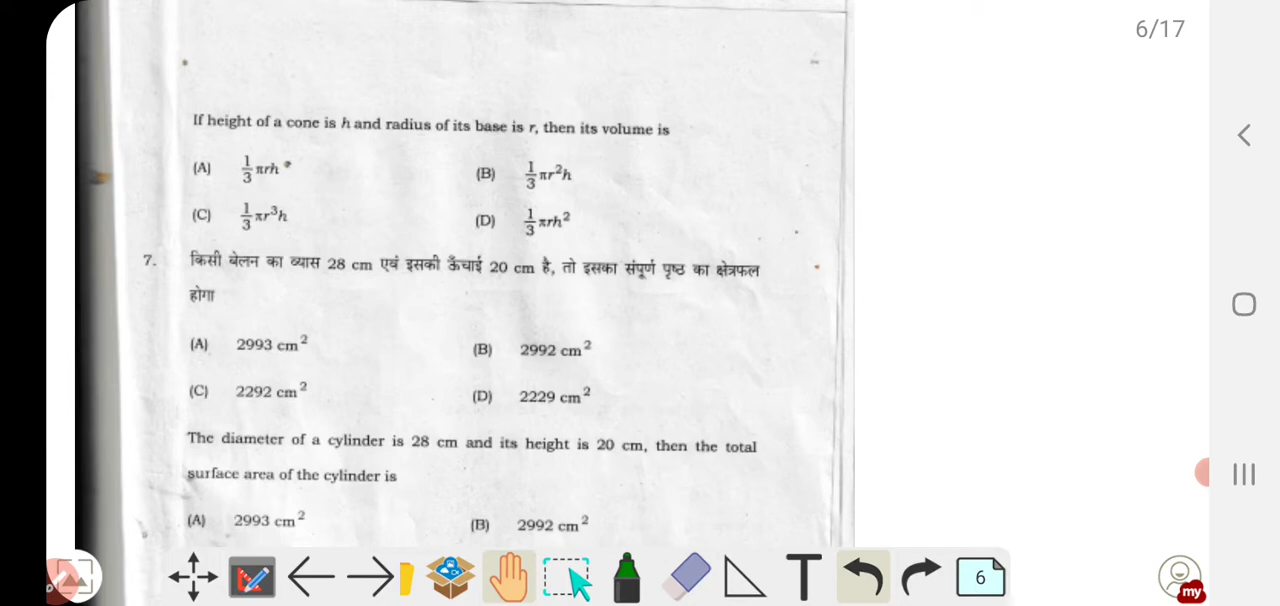 6/17
If height of a cone is h and radius of its base is r, then its volume is
(A) 1/3 πrh (B) 1/3 πr²h
(C) 1/3 πr³h (D) 1/3 πrh²
7. किसी बेलन का व्यास 28 cm एवं इसकी ऊँचाई 20 cm है, तो इसका संपूर्ण पृष्ठ का क्षेत्रफल
होगा
(A) 2993 cm² (B) 2992 cm²
(C) 2292 cm² (D) 2229 cm²
The diameter of a cylinder is 28 cm and its height is 20 cm, then the total
surface area of the cylinder is
(A) 2993 cm² (B) 2992 cm²
T 6
my